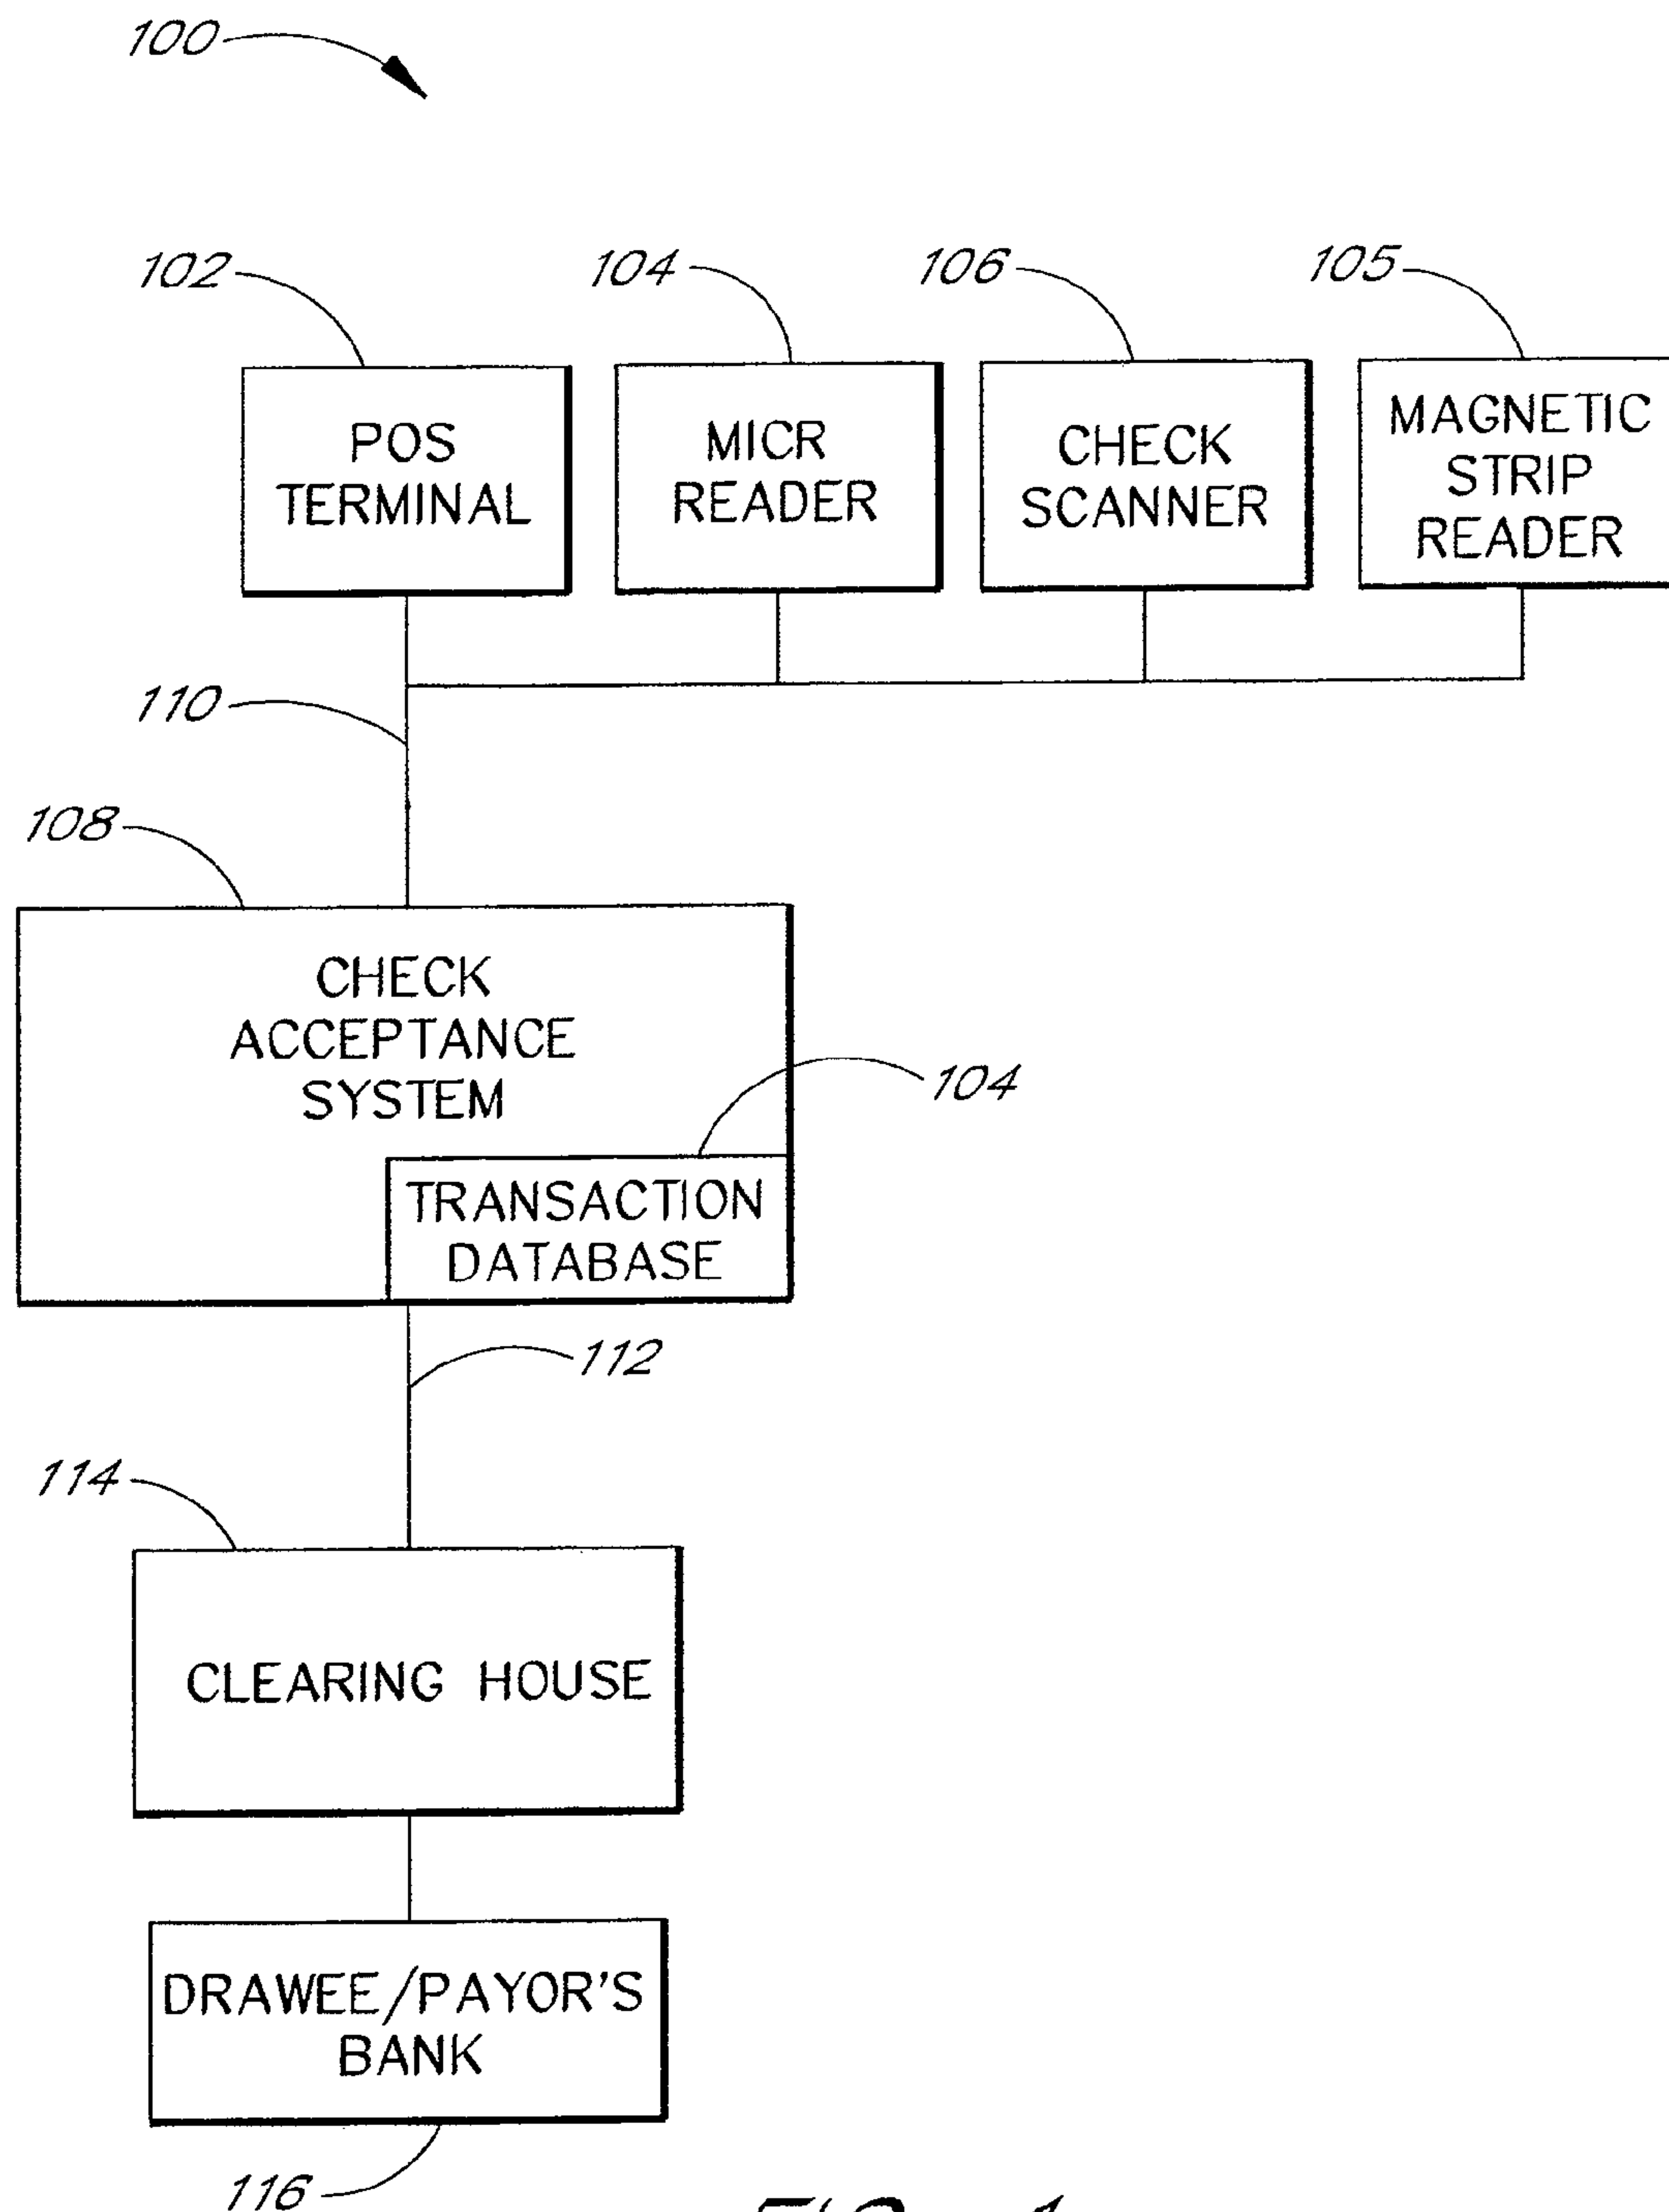 100
102
104
106
105
POS
TERMINAL
MICR
READER
CHECK
SCANNER
MAGNETIC
STRIP
READER
110
108
CHECK
ACCEPTANCE
SYSTEM
104
TRANSACTION
DATABASE
112
114
CLEARING HOUSE
DRAWEE/PAYOR'S
BANK
116